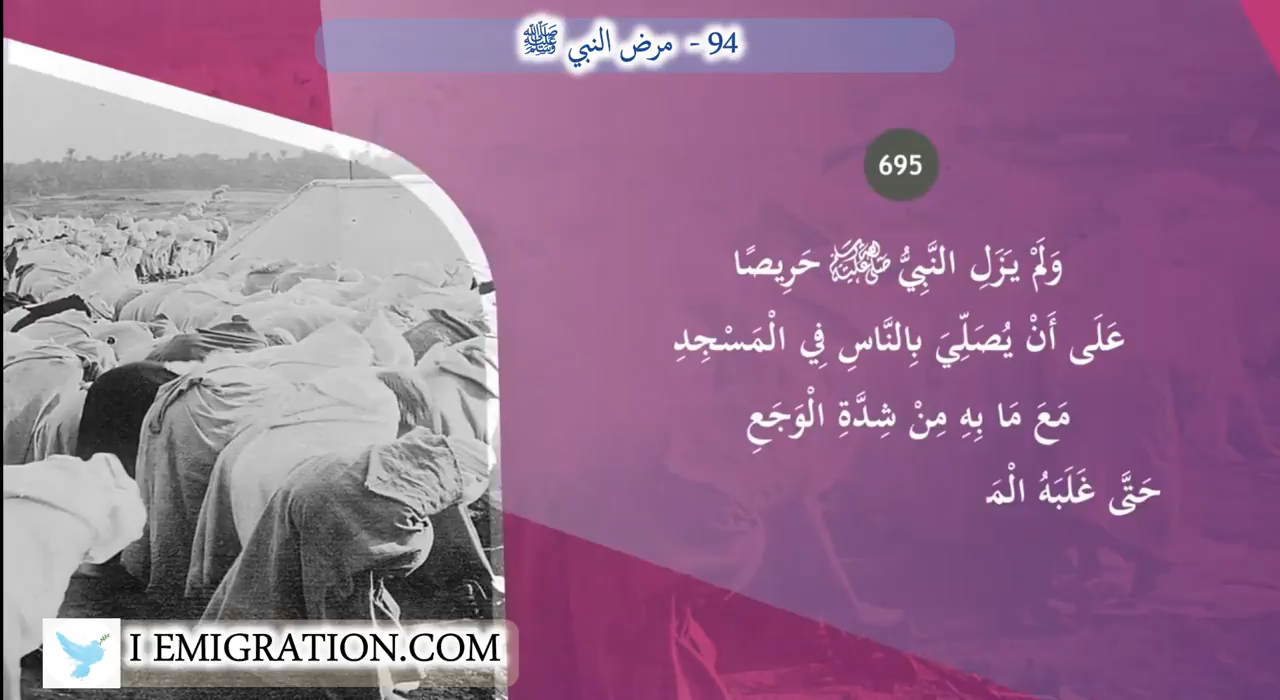 94 - مرض النبي ﷺ
695
وَلَمْ يَزَلِ النَّبِيُّ ﷺ حَرِيصًا
عَلَى أَنْ يُصَلِّيَ بِالنَّاسِ فِي الْمَسْجِدِ
مَعَ مَا بِهِ مِنْ شِدَّةِ الْوَجَعِ
حَتَّى غَلَبَهُ الْمَ
I EMIGRATION.COM